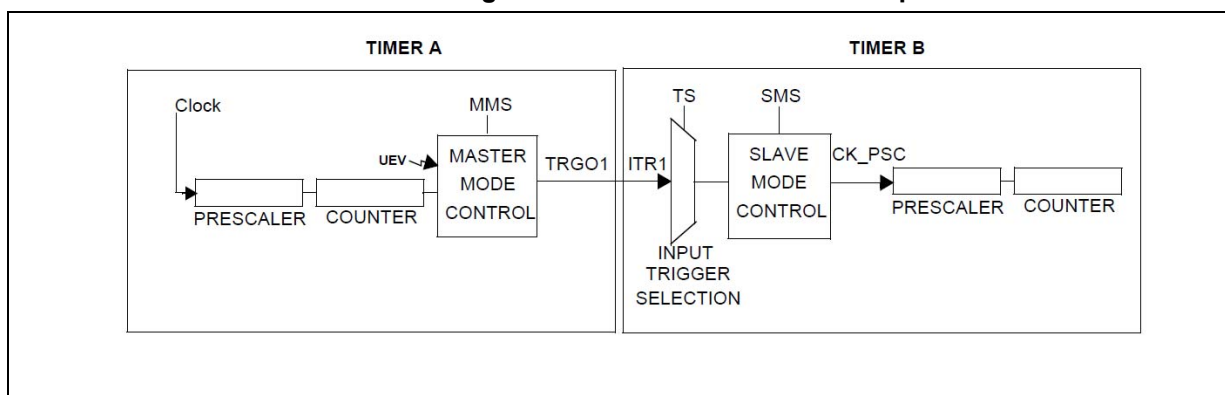 TIMER A
TIMER B
Clock
MMS
UEV
MASTER
MODE
CONTROL
PRESCALER
COUNTER
TRGO1
ITR1
TS
SMS
INPUT
TRIGGER
SELECTION
SLAVE
MODE
CONTROL
CK_PSC
PRESCALER
COUNTER